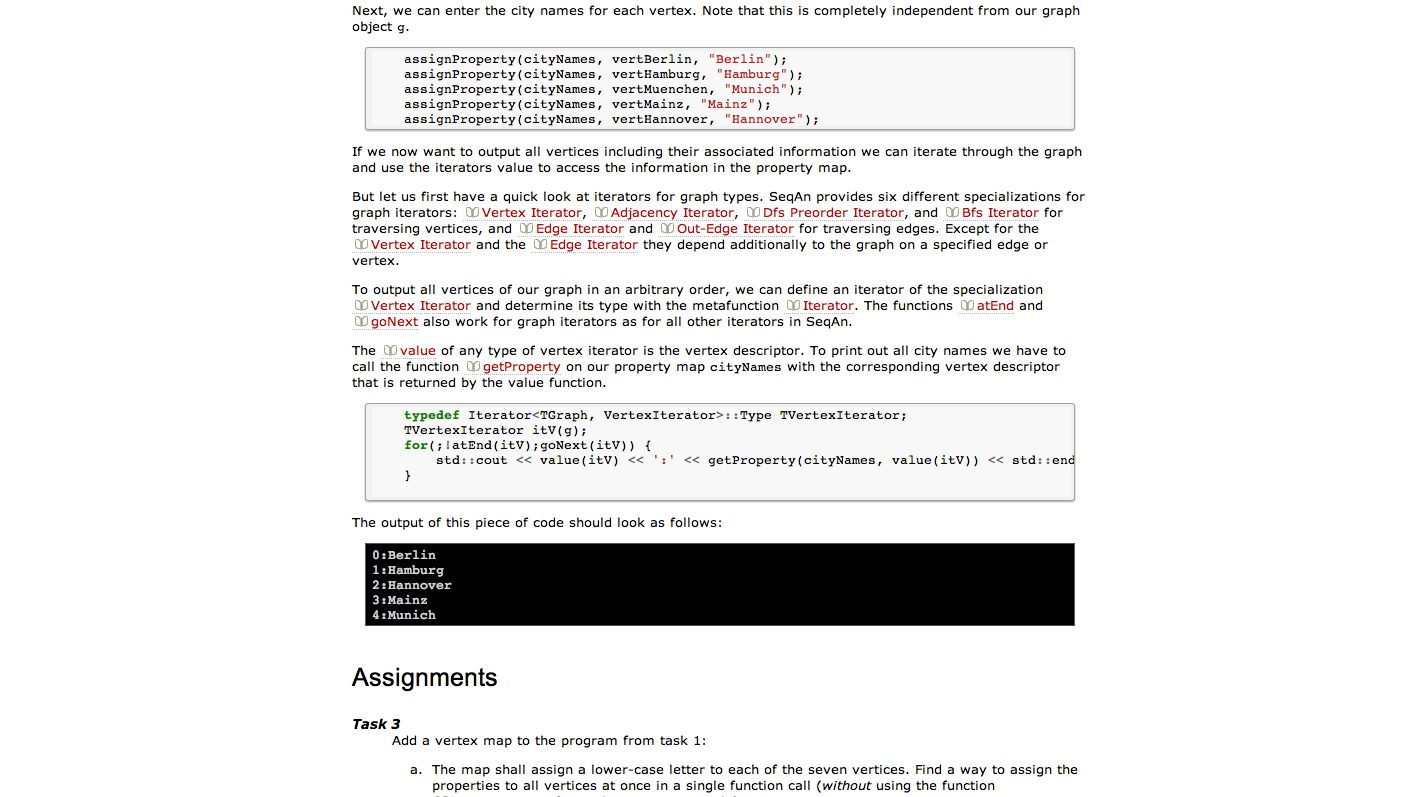 Next, we can enter the city names for each vertex. Note that this is completely independent from our graph
object g.
assignProperty(cityNames, vertBerlin, "Berlin");
assignProperty(cityNames, vertHamburg, "Hamburg");
assignProperty(cityNames, vertMuenchen, "Munich");
assignProperty(cityNames, vertMainz, "Mainz");
assignProperty(cityNames, vertHannover, "Hannover");
If we now want to output all vertices including their associated information we can iterate through the graph
and use the iterators value to access the information in the property map.
But let us first have a quick look at iterators for graph types. SeqAn provides six different specializations for
graph iterators: Vertex Iterator, Adjacency Iterator, Dfs Preorder Iterator, and Bfs Iterator for
traversing vertices, and Edge Iterator and Out-Edge Iterator for traversing edges. Except for the
Vertex Iterator and the Edge Iterator they depend additionally to the graph on a specified edge or
vertex.
To output all vertices of our graph in an arbitrary order, we can define an iterator of the specialization
Vertex Iterator and determine its type with the metafunction Iterator. The functions atEnd and
goNext also work for graph iterators as for all other iterators in SeqAn.
The value of any type of vertex iterator is the vertex descriptor. To print out all city names we have to
call the function getProperty on our property map cityNames with the corresponding vertex descriptor
that is returned by the value function.
typedef Iterator<TGraph, VertexIterator>::Type TVertexIterator;
TVertexIterator itV(g);
for(;!atEnd(itV);goNext(itV)) {
std::cout << value(itV) << ':' << getProperty(cityNames, value(itV)) << std::end
}
The output of this piece of code should look as follows:
0:Berlin
1:Hamburg
2:Hannover
3:Mainz
4:Munich
Assignments
Task 3
Add a vertex map to the program from task 1:
a. The map shall assign a lower-case letter to each of the seven vertices. Find a way to assign the
properties to all vertices at once in a single function call (without using the function